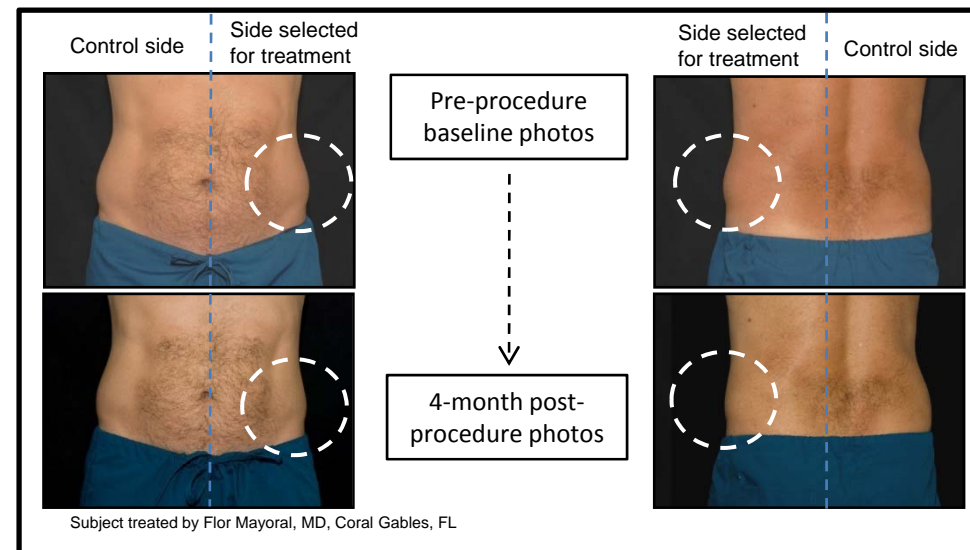 Control side
Side selected
for treatment
Side selected
for treatment
Control side
Pre-procedure
baseline photos
4-month post-
procedure photos
Subject treated by Flor Mayoral, MD, Coral Gables, FL